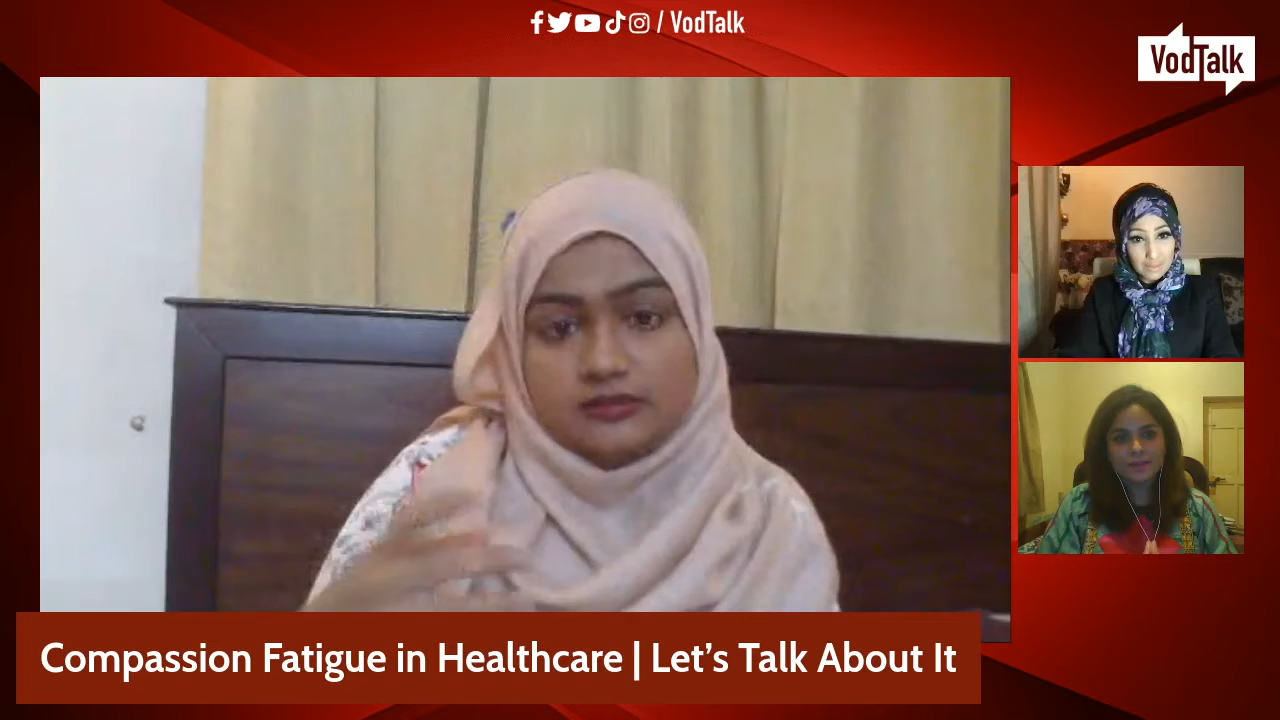 / VodTalk
VodTalk
Compassion Fatigue in Healthcare | Let's Talk About It